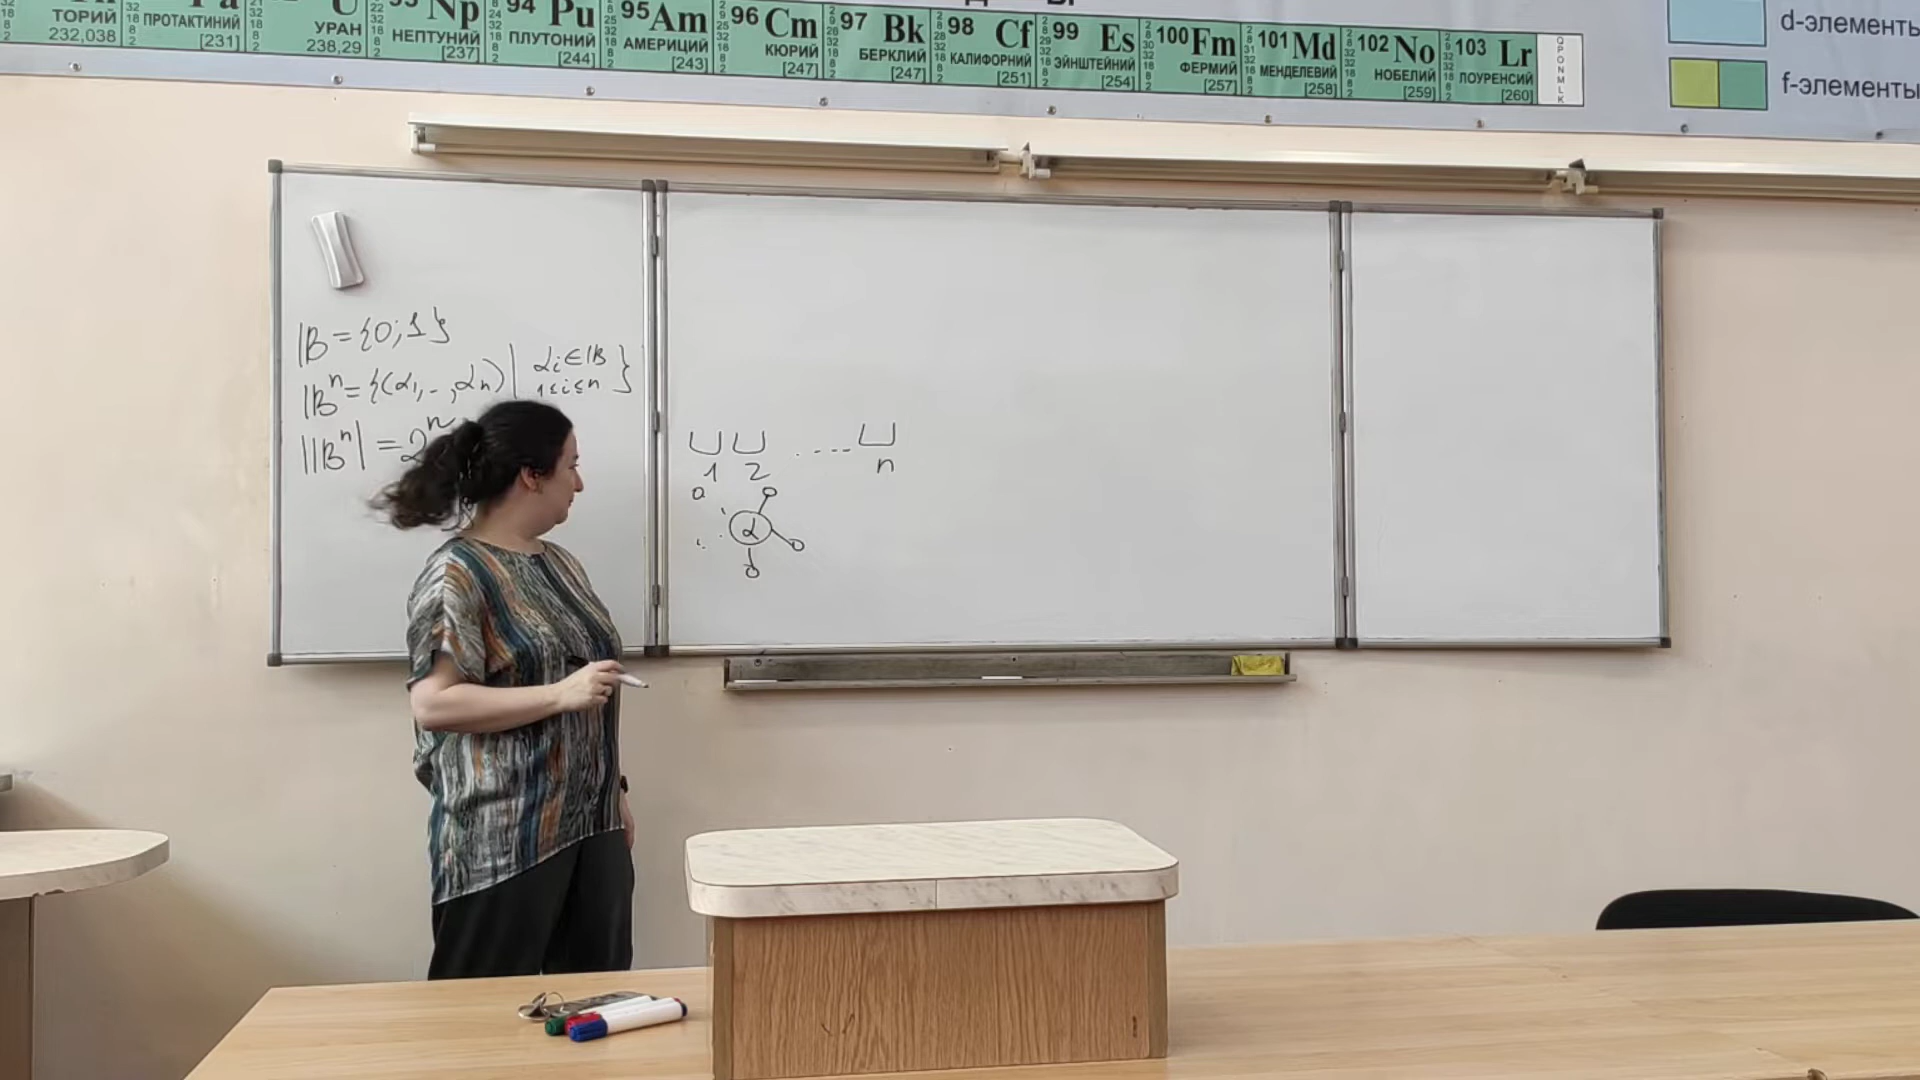 ТОРИЙ
232,038
ПРОТАКТИНИЙ
[231]
U
УРАН
238,29
93 Np
НЕПТУНИЙ
[237]
94 Pu
ПЛУТОНИЙ
[244]
95 Am
АМЕРИЦИЙ
[243]
96 Cm
КЮРИЙ
[247]
97 Bk
БЕРКЛИЙ
[247]
98 Cf
КАЛИФОРНИЙ
[251]
99 Es
ЭЙНШТЕЙНИЙ
[254]
100 Fm
ФЕРМИЙ
[257]
101 Md
МЕНДЕЛЕВИЙ
[258]
102 No
НОБЕЛИЙ
[259]
103 Lr
ЛОУРЕНСИЙ
[260]
Q P O N M L K
d-элементы
f-элементы
𝔹 = {0; 1}
𝔹ⁿ = {(α₁, .. , αₙ) | αᵢ ∈ 𝔹
1 ≤ i ≤ n }
|𝔹ⁿ| = 2ⁿ
1 2 ..... n
α